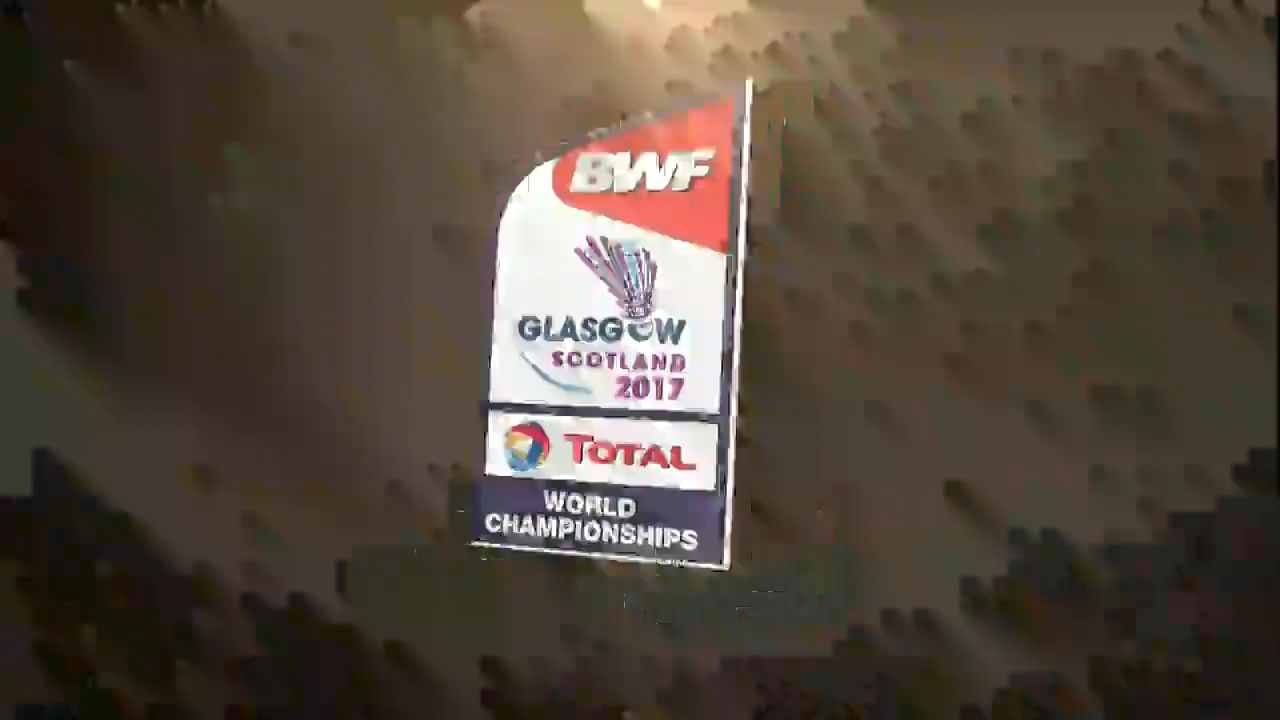 BWF
GLASGOW
SCOTLAND
2017
TOTAL
WORLD
CHAMPIONSHIPS